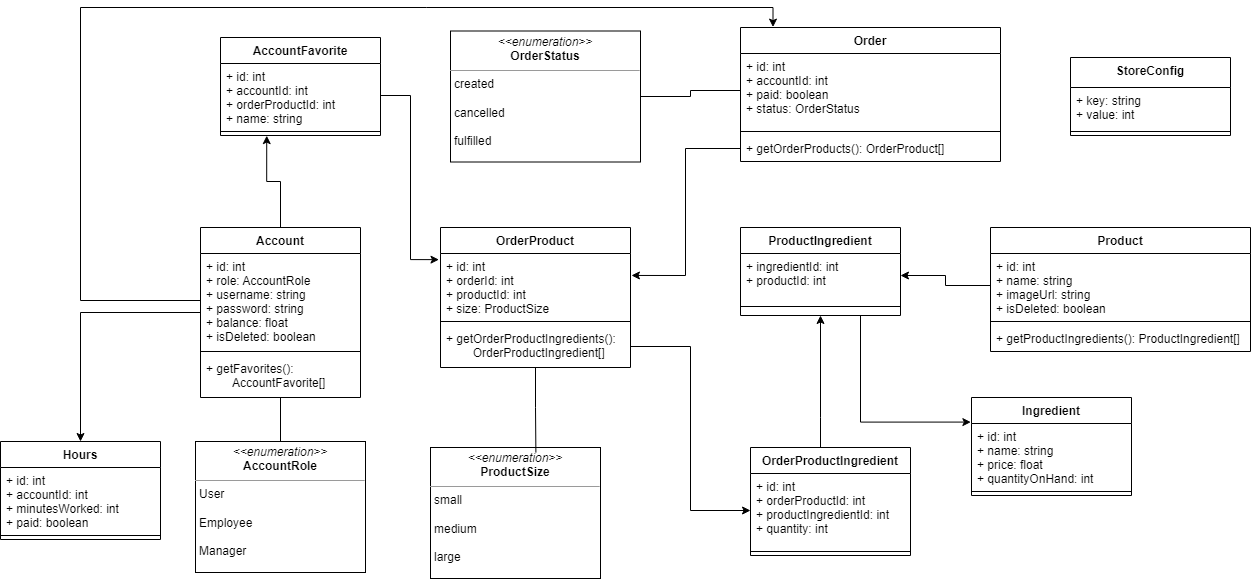 AccountFavorite
+ id: int
+ accountId: int
+ orderProductId: int
+ name: string
<<enumeration>>
OrderStatus
created
cancelled
fulfilled
Order
+ id: int
+ accountId: int
+ paid: boolean
+ status: OrderStatus
+ getOrderProducts(): OrderProduct[]
StoreConfig
+ key: string
+ value: int
Account
+ id: int
+ role: AccountRole
+ username: string
+ password: string
+ balance: float
+ isDeleted: boolean
+ getFavorites():
AccountFavorite[]
OrderProduct
+ id: int
+ orderId: int
+ productId: int
+ size: ProductSize
+ getOrderProductIngredients():
OrderProductIngredient[]
ProductIngredient
+ ingredientId: int
+ productId: int
Product
+ id: int
+ name: string
+ imageUrl: string
+ isDeleted: boolean
+ getProductIngredients(): ProductIngredient[]
Hours
+ id: int
+ accountId: int
+ minutesWorked: int
+ paid: boolean
<<enumeration>>
AccountRole
User
Employee
Manager
<<enumeration>>
ProductSize
small
medium
large
OrderProductIngredient
+ id: int
+ orderProductId: int
+ productIngredientId: int
+ quantity: int
Ingredient
+ id: int
+ name: string
+ price: float
+ quantityOnHand: int